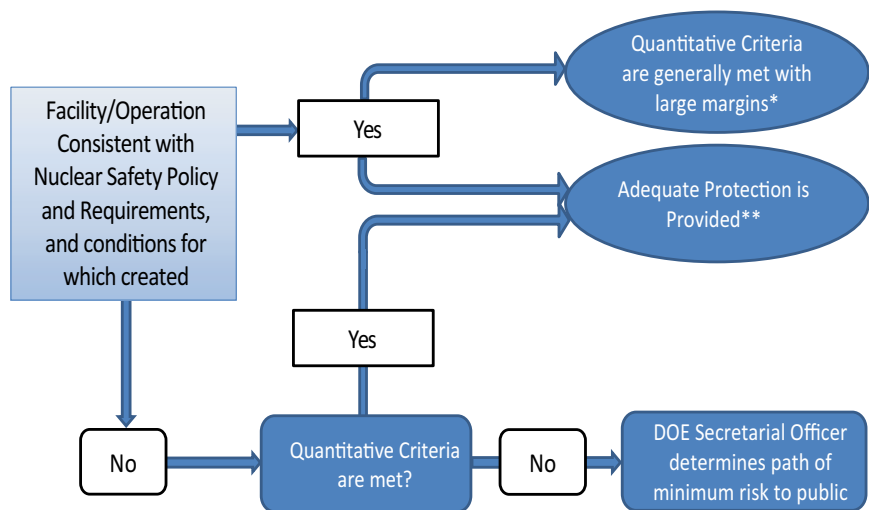 Facility/Operation
Consistent with
Nuclear Safety Policy
and Requirements,
and conditions for
which created
Yes
Quantitative Criteria
are generally met with
large margins*
Adequate Protection is
Provided**
Yes
No
Quantitative Criteria
are met?
No
DOE Secretarial Officer
determines path of
minimum risk to public